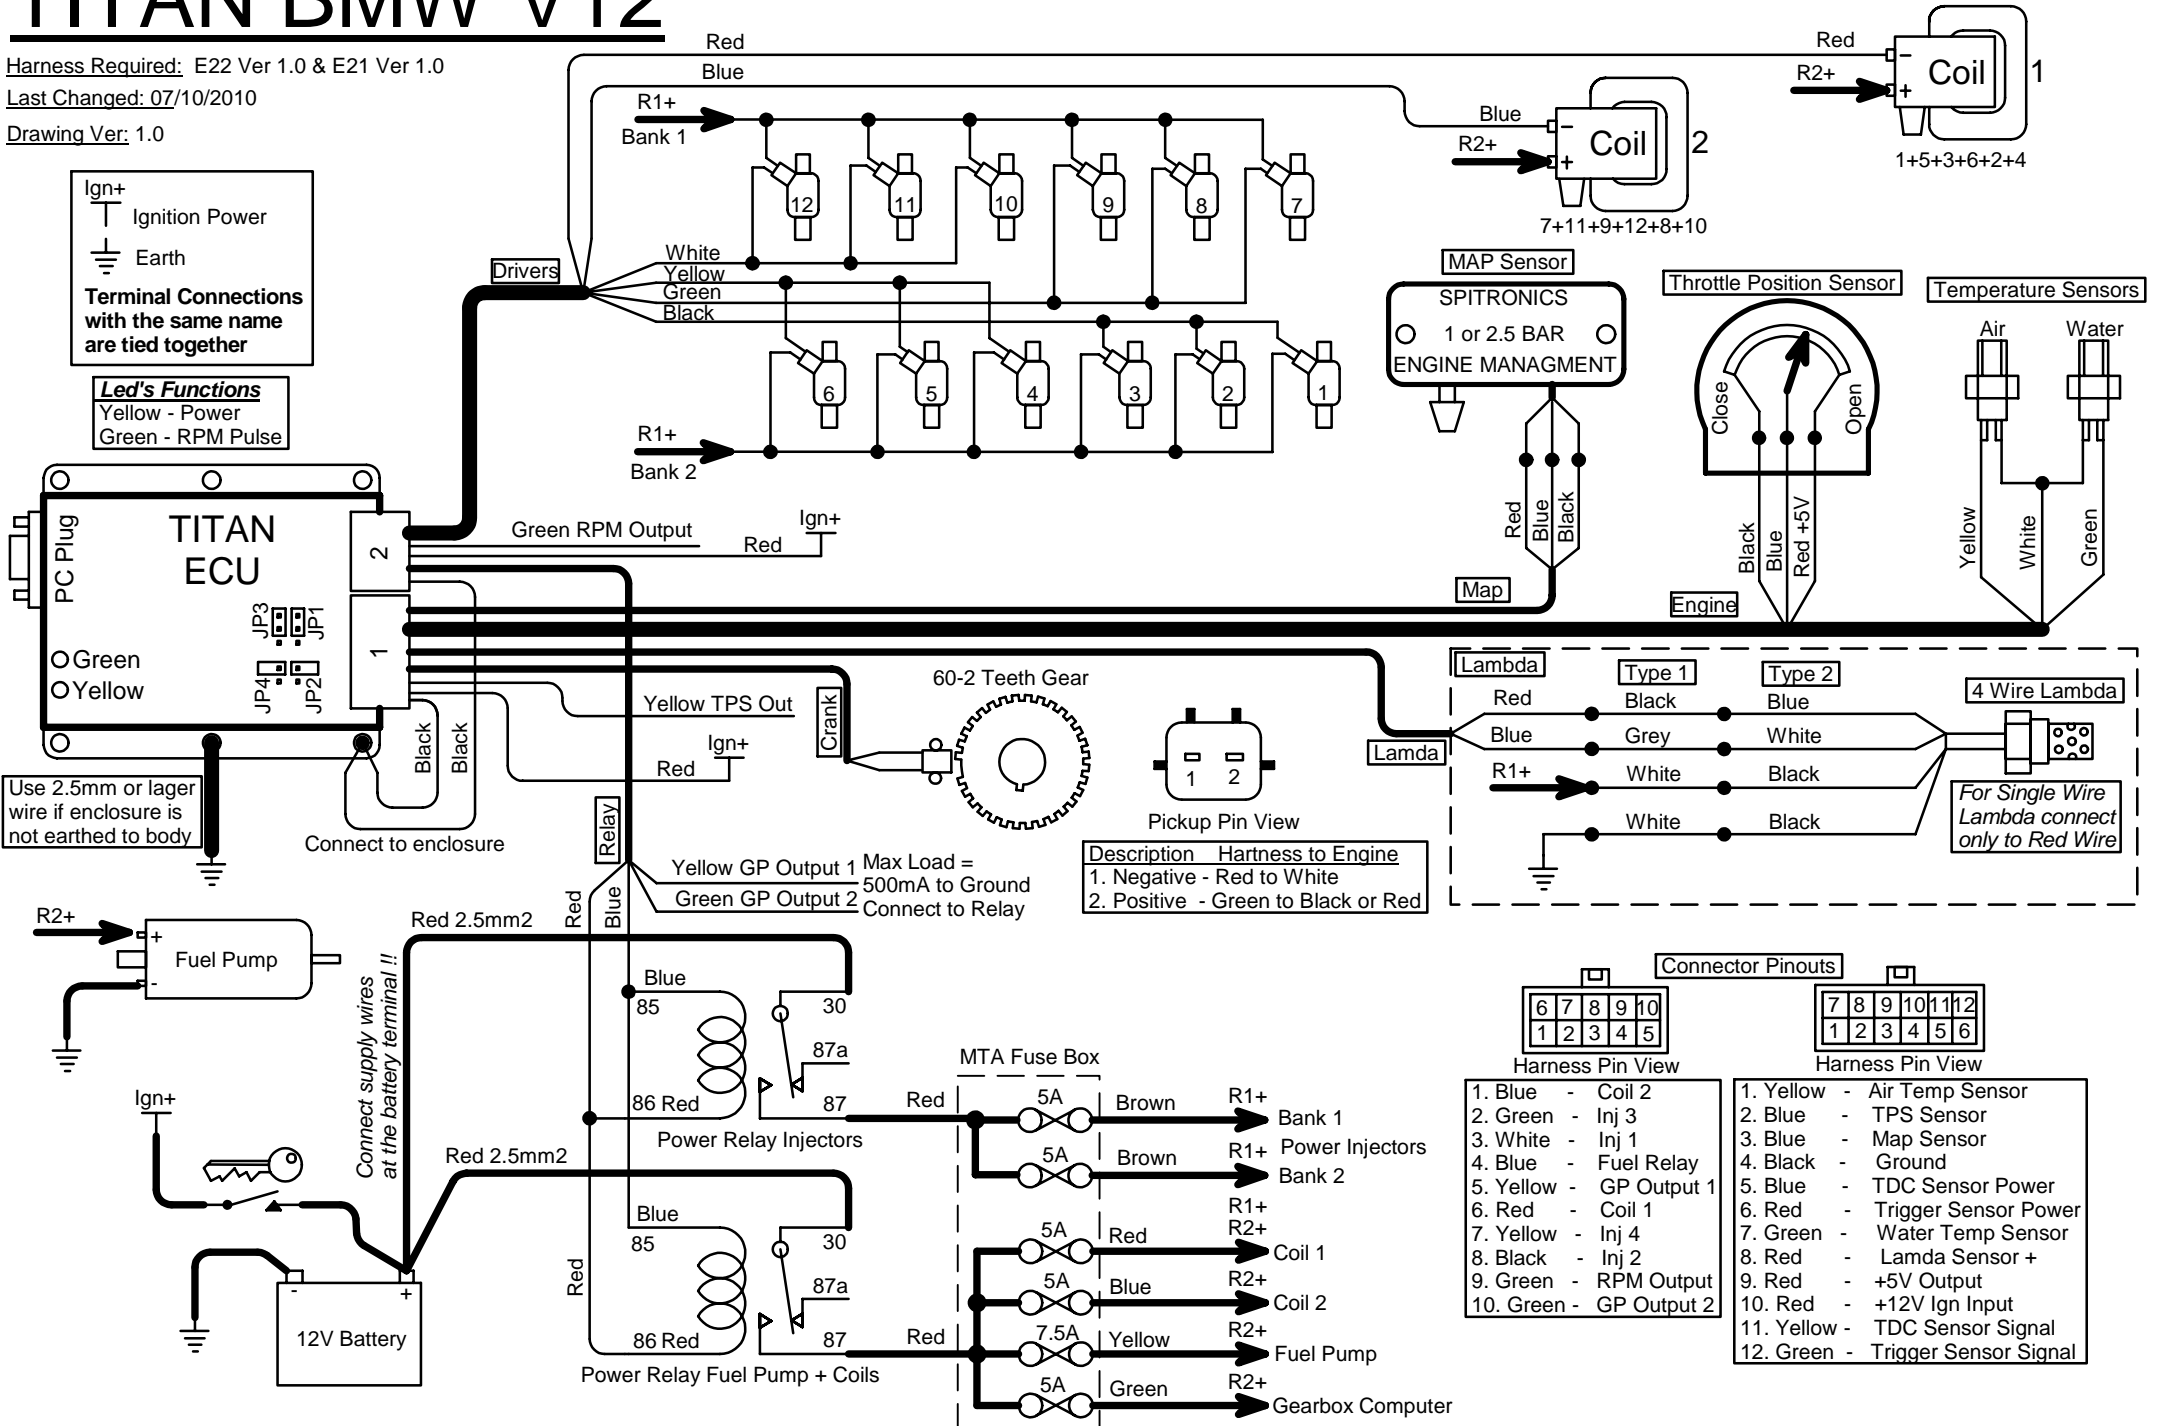 TITAN BMW V12
Harness Required: E22 Ver 1.0 & E21 Ver 1.0
Last Changed: 07/10/2010
Drawing Ver: 1.0
Ign+
Ignition Power
Earth
Terminal Connections
with the same name
are tied together
Led's Functions
Yellow - Power
Green - RPM Pulse
Red
Blue
R1+
Bank 1
12
11
10
9
8
7
Drivers
White
Yellow
Green
Black
6
5
4
3
2
1
R1+
Bank 2
Red
R2+
-
+
Coil
1
1+5+3+6+2+4
Blue
R2+
-
+
Coil
2
7+11+9+12+8+10
MAP Sensor
SPITRONICS
1 or 2.5 BAR
ENGINE MANAGMENT
Red
Blue
Black
Map
Throttle Position Sensor
Close
Open
Black
Blue
Red +5V
Engine
Temperature Sensors
Air
Water
Yellow
White
Green
PC Plug
TITAN
ECU
2
1
JP3
JP1
JP4
JP2
Green
Yellow
Green RPM Output
Red
Ign+
Black
Black
Use 2.5mm or lager
wire if enclosure is
not earthed to body
Connect to enclosure
Yellow TPS Out
Ign+
Red
Crank
60-2 Teeth Gear
1
2
Pickup Pin View
Description Hartness to Engine
1. Negative - Red to White
2. Positive - Green to Black or Red
Lambda
Type 1
Type 2
4 Wire Lambda
Red
Black
Blue
Blue
Grey
White
Lamda
R1+
White
Black
White
Black
For Single Wire
Lambda connect
only to Red Wire
Relay
Yellow GP Output 1
Green GP Output 2
Max Load =
500mA to Ground
Connect to Relay
Red
Blue
R2+
+
-
Fuel Pump
Red 2.5mm2
Connect supply wires
at the battery terminal !!
Blue
85
30
87a
86 Red
87
Power Relay Injectors
Red
Ign+
Red 2.5mm2
-
+
12V Battery
Red
Blue
85
30
87a
86 Red
87
Power Relay Fuel Pump + Coils
Red
MTA Fuse Box
5A
Brown
R1+
Bank 1
Power Injectors
5A
Brown
R1+
Bank 2
R1+
R2+
5A
Red
Coil 1
5A
Blue
R2+
Coil 2
7.5A
Yellow
R2+
Fuel Pump
5A
Green
R2+
Gearbox Computer
Connector Pinouts
6 7 8 9 10
1 2 3 4 5
Harness Pin View
1. Blue - Coil 2
2. Green - Inj 3
3. White - Inj 1
4. Blue - Fuel Relay
5. Yellow - GP Output 1
6. Red - Coil 1
7. Yellow - Inj 4
8. Black - Inj 2
9. Green - RPM Output
10. Green - GP Output 2
7 8 9 10 11 12
1 2 3 4 5 6
Harness Pin View
1. Yellow - Air Temp Sensor
2. Blue - TPS Sensor
3. Blue - Map Sensor
4. Black - Ground
5. Blue - TDC Sensor Power
6. Red - Trigger Sensor Power
7. Green - Water Temp Sensor
8. Red - Lamda Sensor +
9. Red - +5V Output
10. Red - +12V Ign Input
11. Yellow - TDC Sensor Signal
12. Green - Trigger Sensor Signal